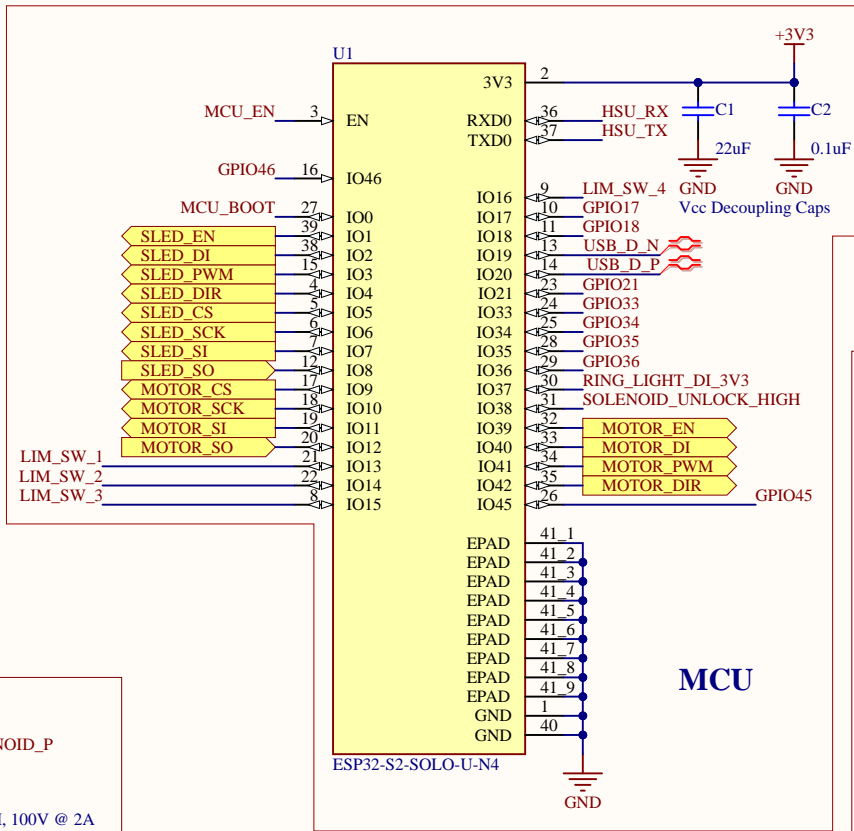 +3V3
U1
3V3 2
MCU_EN 3 EN
RXD0 36 HSU_RX
TXD0 37 HSU_TX
C1 22uF
C2 0.1uF
GND GND
Vcc Decoupling Caps
GPIO46 16 IO46
MCU_BOOT 27 IO0
SLED_EN 39 IO1
SLED_DI 38 IO2
SLED_PWM 15 IO3
SLED_DIR 4 IO4
SLED_CS 5 IO5
SLED_SCK 6 IO6
SLED_SI 7 IO7
SLED_SO 12 IO8
MOTOR_CS 17 IO9
MOTOR_SCK 18 IO10
MOTOR_SI 19 IO11
MOTOR_SO 20 IO12
LIM_SW_1 21 IO13
LIM_SW_2 22 IO14
LIM_SW_3 8 IO15
IO16 9 LIM_SW_4
IO17 10 GPIO17
IO18 11 GPIO18
IO19 13 USB_D_N
IO20 14 USB_D_P
IO21 23 GPIO21
IO33 24 GPIO33
IO34 25 GPIO34
IO35 28 GPIO35
IO36 29 GPIO36
IO37 30 RING_LIGHT_DI_3V3
IO38 31 SOLENOID_UNLOCK_HIGH
IO39 32 MOTOR_EN
IO40 33 MOTOR_DI
IO41 34 MOTOR_PWM
IO42 35 MOTOR_DIR
IO45 26 GPIO45
EPAD 41_1
EPAD 41_2
EPAD 41_3
EPAD 41_4
EPAD 41_5
EPAD 41_6
EPAD 41_7
EPAD 41_8
EPAD 41_9
GND 1
GND 40
ESP32-S2-SOLO-U-N4
GND
MCU
NOID_P
, 100V @ 2A